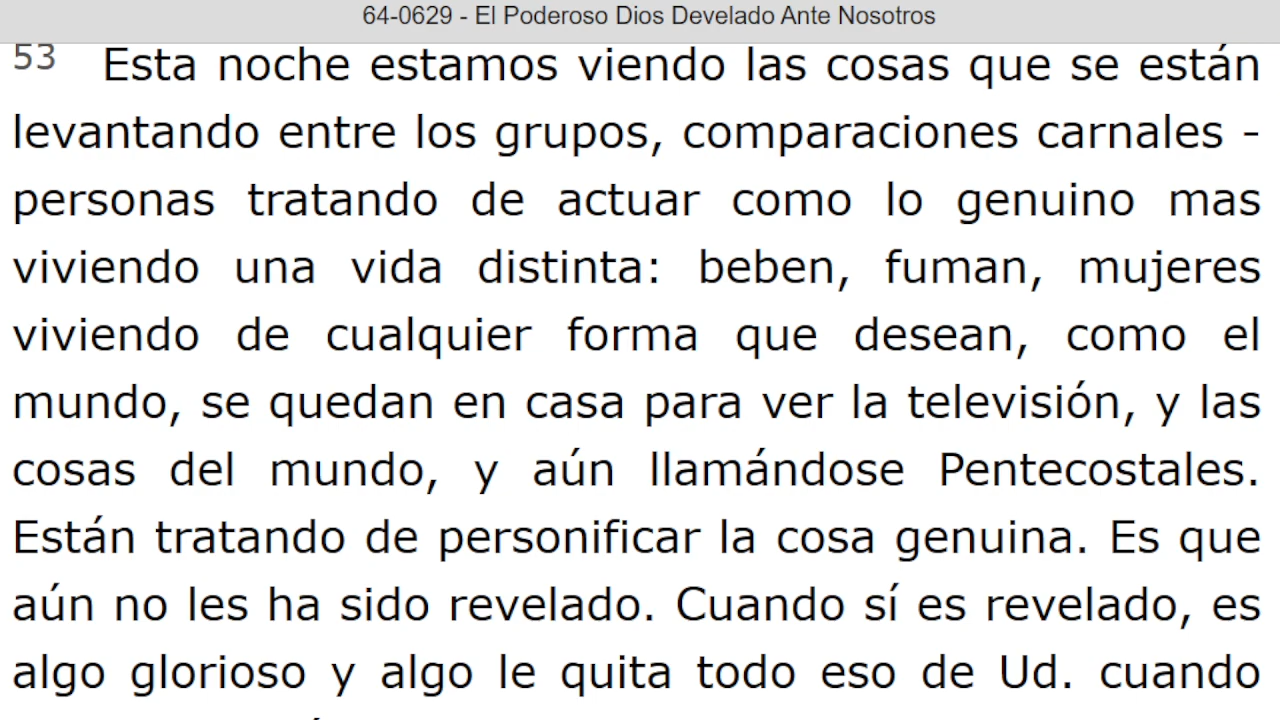 64-0629 - El Poderoso Dios Develado Ante Nosotros
53 Esta noche estamos viendo las cosas que se están
levantando entre los grupos, comparaciones carnales -
personas tratando de actuar como lo genuino mas
viviendo una vida distinta: beben, fuman, mujeres
viviendo de cualquier forma que desean, como el
mundo, se quedan en casa para ver la televisión, y las
cosas del mundo, y aún llamándose Pentecostales.
Están tratando de personificar la cosa genuina. Es que
aún no les ha sido revelado. Cuando sí es revelado, es
algo glorioso y algo le quita todo eso de Ud. cuando